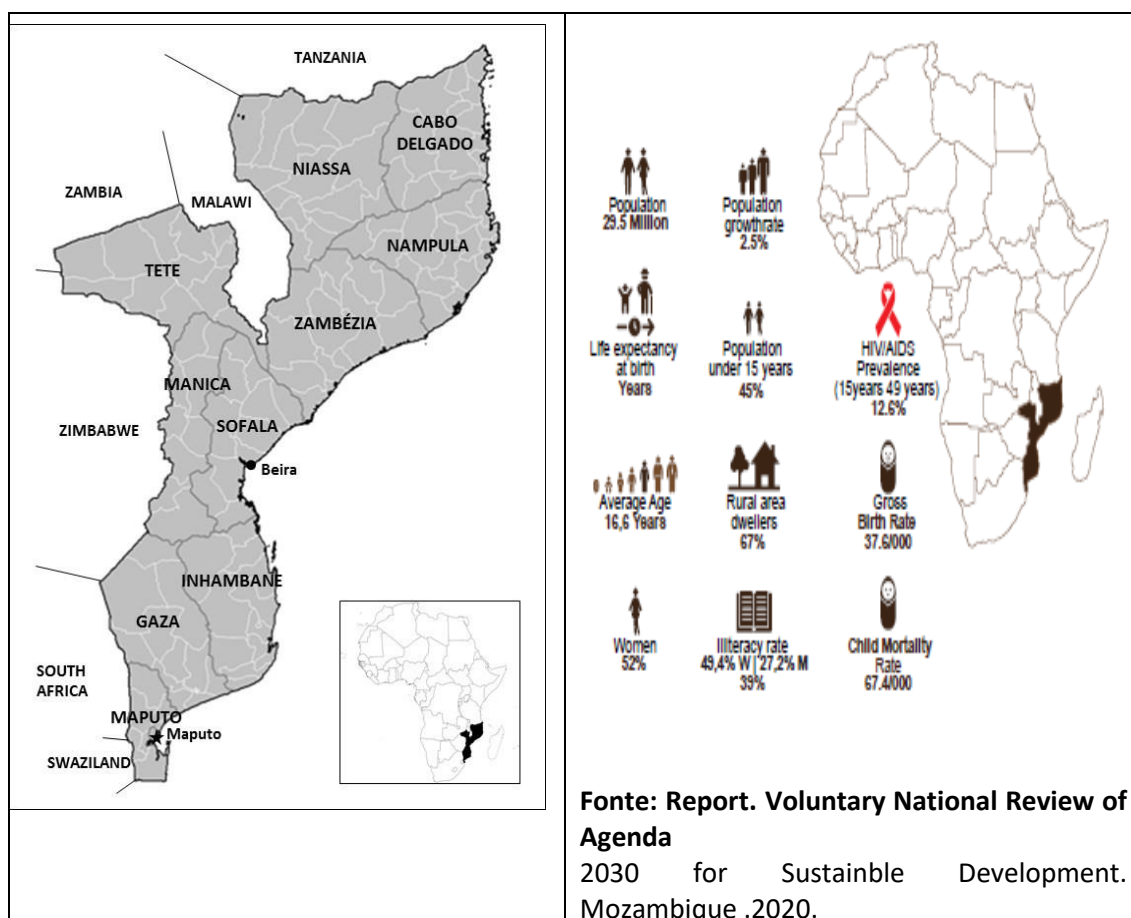 TANZANIA
CABO
DELGADO
NIASSA
ZAMBIA
MALAWI
NAMPULA
TETE
ZAMBÉZIA
MANICA
SOFALA
ZIMBABWE
Beira
INHAMBANE
GAZA
SOUTH
AFRICA
MAPUTO
Maputo
SWAZILAND
Population
29.5 Million
Population
growthrate
2.5%
Life expectancy
at birth
Years
Population
under 15 years
45%
HIV/AIDS
Prevalence
(15years 49 years)
12.6%
Average Age
16,6 Years
Rural area
dwellers
67%
Gross
Birth Rate
37.6/000
Women
52%
Illiteracy rate
49,4% W | 27,2% M
39%
Child Mortality
Rate
67.4/000
Fonte: Report. Voluntary National Review of
Agenda
2030 for Sustainble Development.
Mozambique .2020.